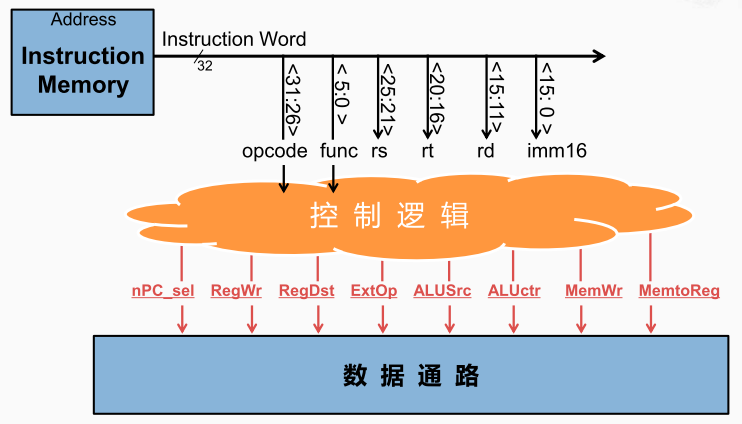 Address
Instruction
Memory
Instruction Word
32
<31:26>
< 5:0 >
<25:21>
<20:16>
<15:11>
<15: 0 >
opcode func rs rt rd imm16
控制逻辑
nPC_sel RegWr RegDst ExtOp ALUSrc ALUctr MemWr MemtoReg
数据通路